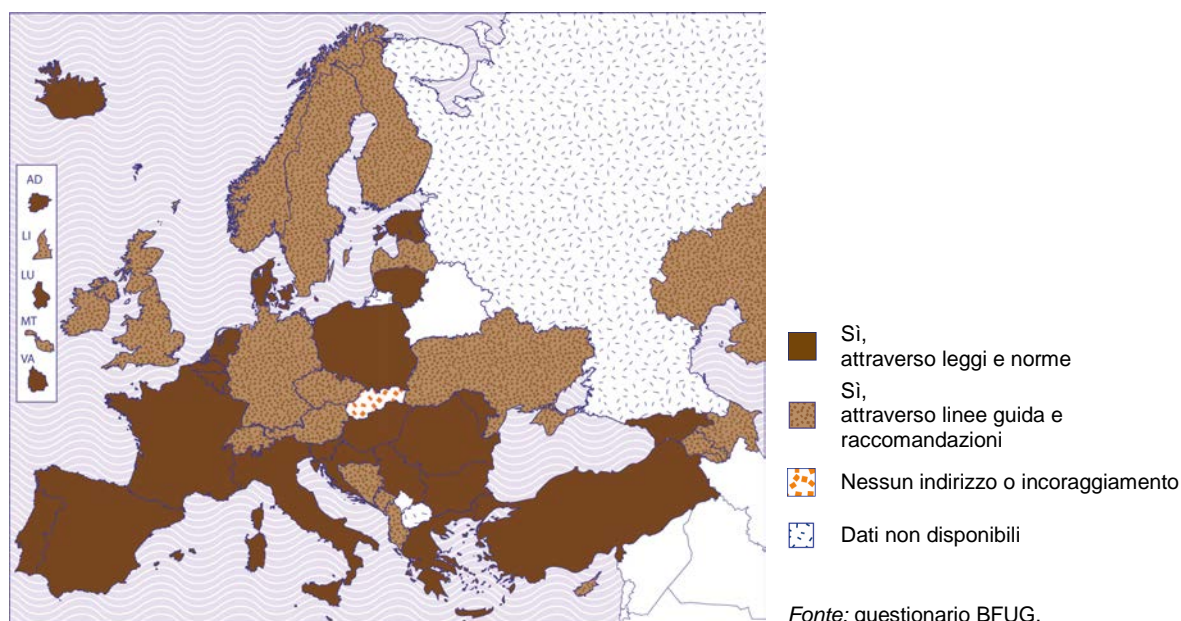 AD
LI
LU
MT
VA
Sì,
attraverso leggi e norme
Sì,
attraverso linee guida e
raccomandazioni
Nessun indirizzo o incoraggiamento
Dati non disponibili
Fonte: questionario BFUG.